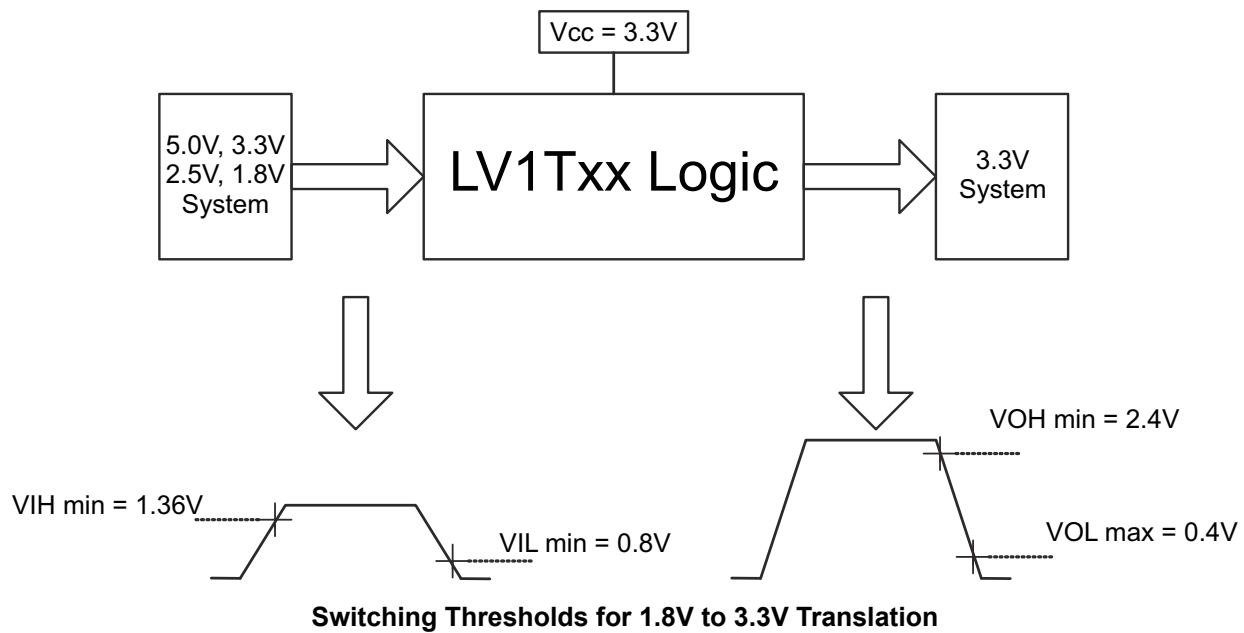 Vcc = 3.3V
5.0V, 3.3V
2.5V, 1.8V
System
LV1Txx Logic
3.3V
System
VIH min = 1.36V
VIL min = 0.8V
VOH min = 2.4V
VOL max = 0.4V
Switching Thresholds for 1.8V to 3.3V Translation